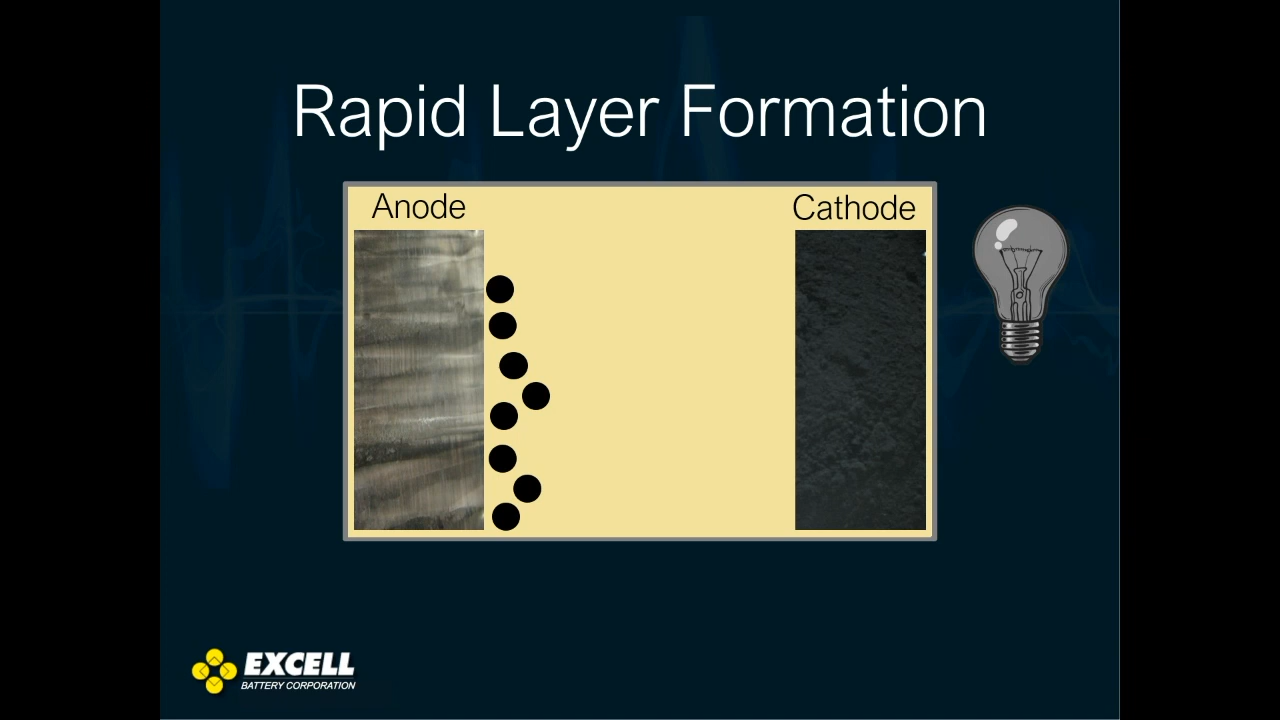 Rapid Layer Formation
Anode
Cathode
EXCELL
BATTERY CORPORATION